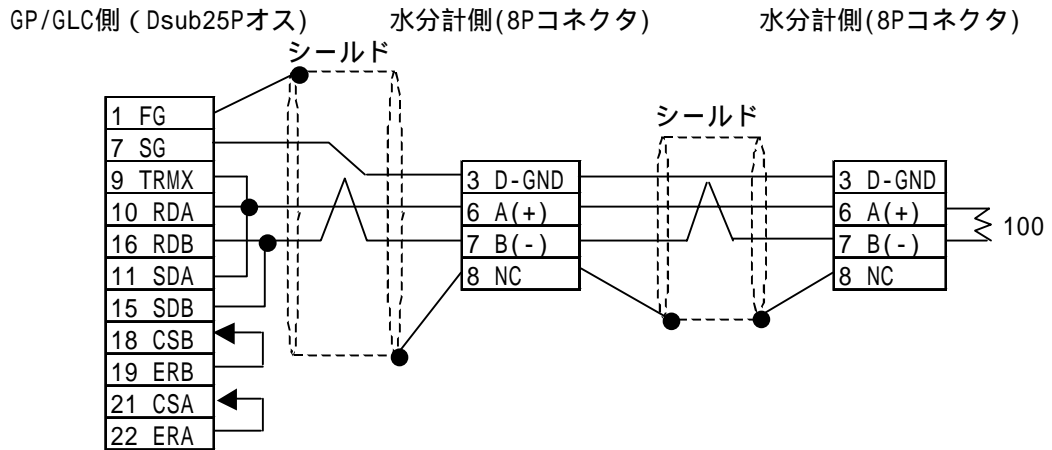 GP/GLC側（Dsub25Pオス)
水分計側(8Pコネクタ)
水分計側(8Pコネクタ)
シールド
シールド
1 FG
7 SG
9 TRMX
10 RDA
16 RDB
11 SDA
15 SDB
18 CSB
19 ERB
21 CSA
22 ERA
3 D-GND
6 A(+)
7 B(-)
8 NC
3 D-GND
6 A(+)
7 B(-)
8 NC
100